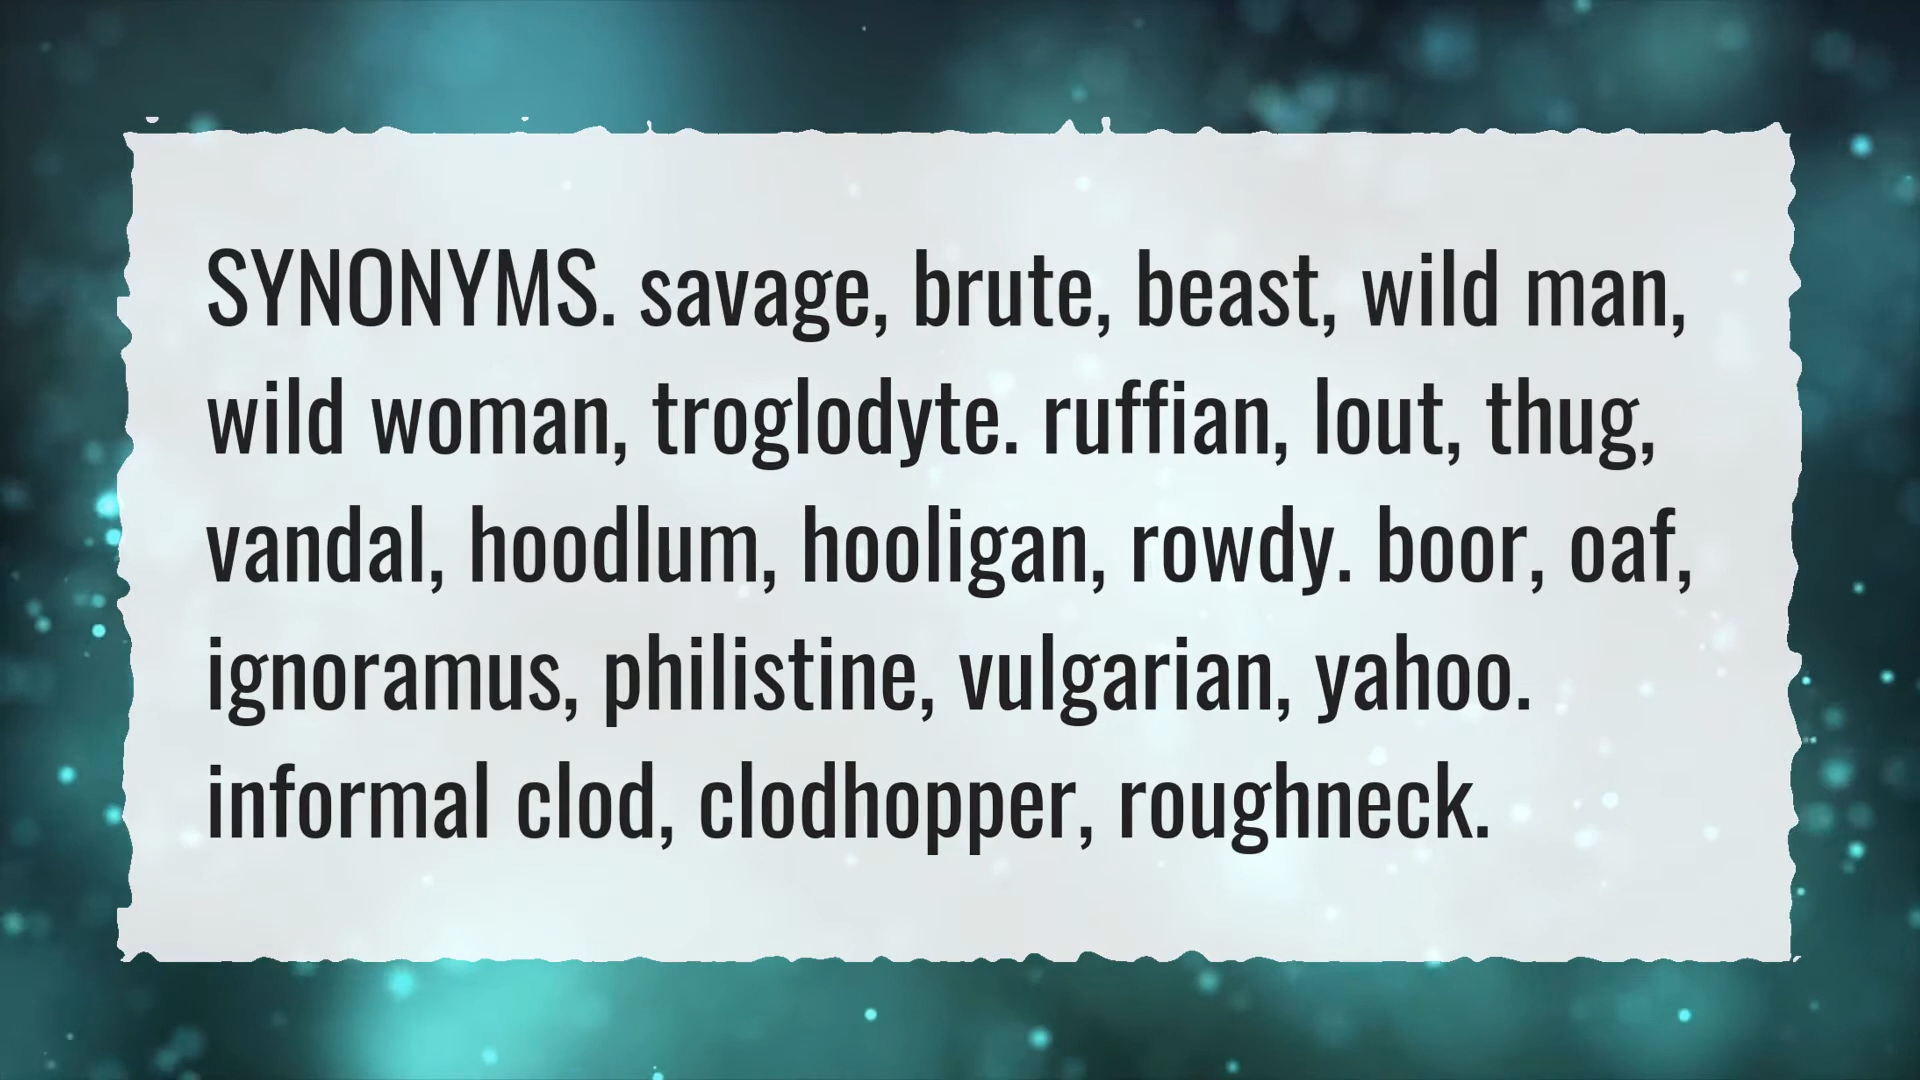 SYNONYMS. savage, brute, beast, wild man,
wild woman, troglodyte. ruffian, lout, thug,
vandal, hoodlum, hooligan, rowdy. boor, oaf,
ignoramus, philistine, vulgarian, yahoo.
informal clod, clodhopper, roughneck.